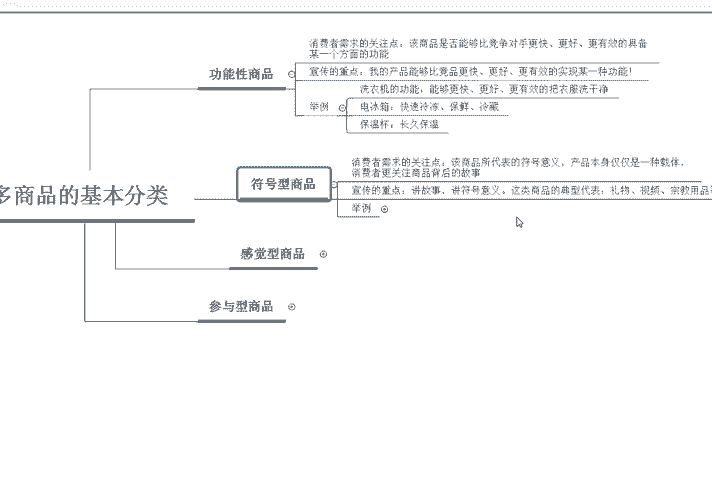 消费者需求的关注点：该商品是否能够比竞争对手更快、更好、更有效的具备
某一个方面的功能
功能性商品
宣传的重点：我的产品能够比竞品更快、更好、更有效的实现某一种功能！
洗衣机的功能：能够更快、更好、更有效的把衣服洗干净
举例
电冰箱：快速冷冻、保鲜、冷藏
保温杯：长久保温
消费者需求的关注点：该商品所代表的符号意义，产品本身仅仅是一种载体．
消费者更关注商品背后的故事
符号型商品
宣传的重点：讲故事．讲符号意义。这类商品的典型代表：礼物、视频、宗教用品等
多商品的基本分类
举例
感觉型商品
参与型商品